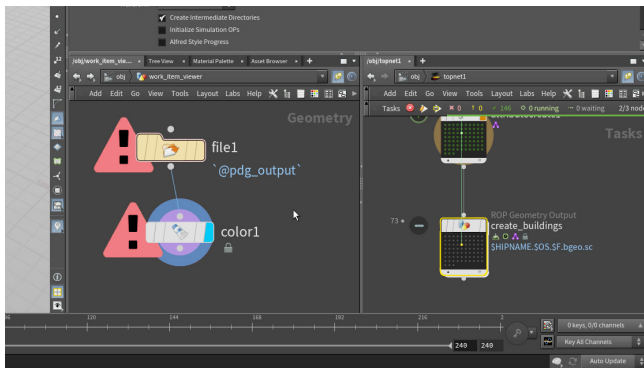 Create Intermediate Directories
Initialize Simulation OPs
Alfred Style Progress
/obj/work_item_vie... × Tree View × Material Palette × Asset Browser × +
obj work_item_viewer
Add Edit Go View Tools Layout Labs Help
Geometry
file1
`@pdg_output`
color1
/obj/topnet1 × +
obj topnet1
Add Edit Go View Tools Layout Labs Help
Tasks 0 0 146 0 running 0 waiting 2/3 node
Tasks
73
ROP Geometry Output
create_buildings
$HIPNAME.$OS.$F.bgeo.sc
96 120 144 168 192 216 2
240 240
0 keys, 0/0 channels
Key All Channels
Auto Update